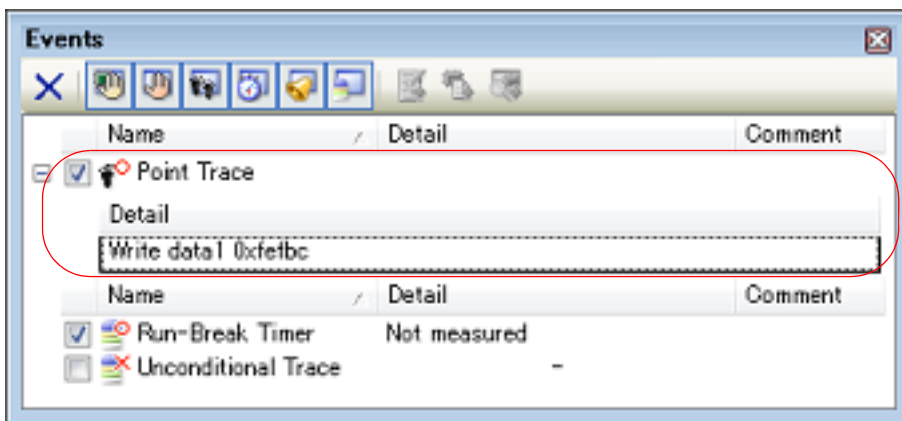 Events
Name / Detail Comment
Point Trace
Detail
Write data1 0xfefbc
Name / Detail Comment
Run-Break Timer Not measured
Unconditional Trace -